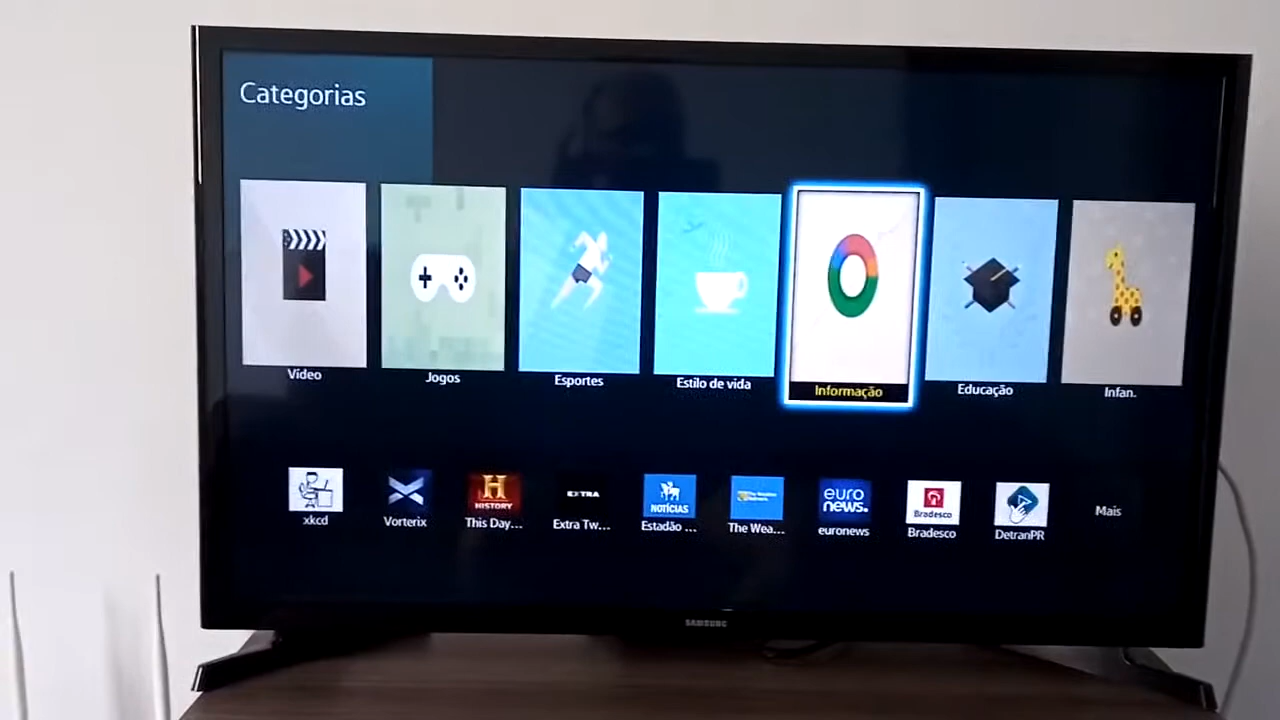 Categorias
Vídeo
Jogos
Esportes
Estilo de vida
Informação
Educação
Infan.
HISTORY
EXTRA
NOTÍCIAS
euro
news.
Bradesco
xkcd
Vorterix
This Day...
Extra Tw...
Estadão ...
The Wea...
euronews
Bradesco
DetranPR
Mais
SAMSUNG